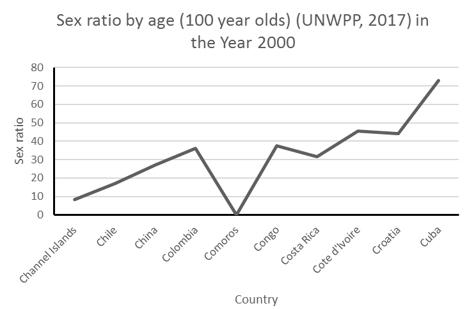 Sex ratio by age (100 year olds) (UNWPP, 2017) in
the Year 2000
80
70
60
50
40
30
20
10
0
Sex ratio
Channel Islands
Chile
China
Colombia
Comoros
Congo
Costa Rica
Cote d'Ivoire
Croatia
Cuba
Country